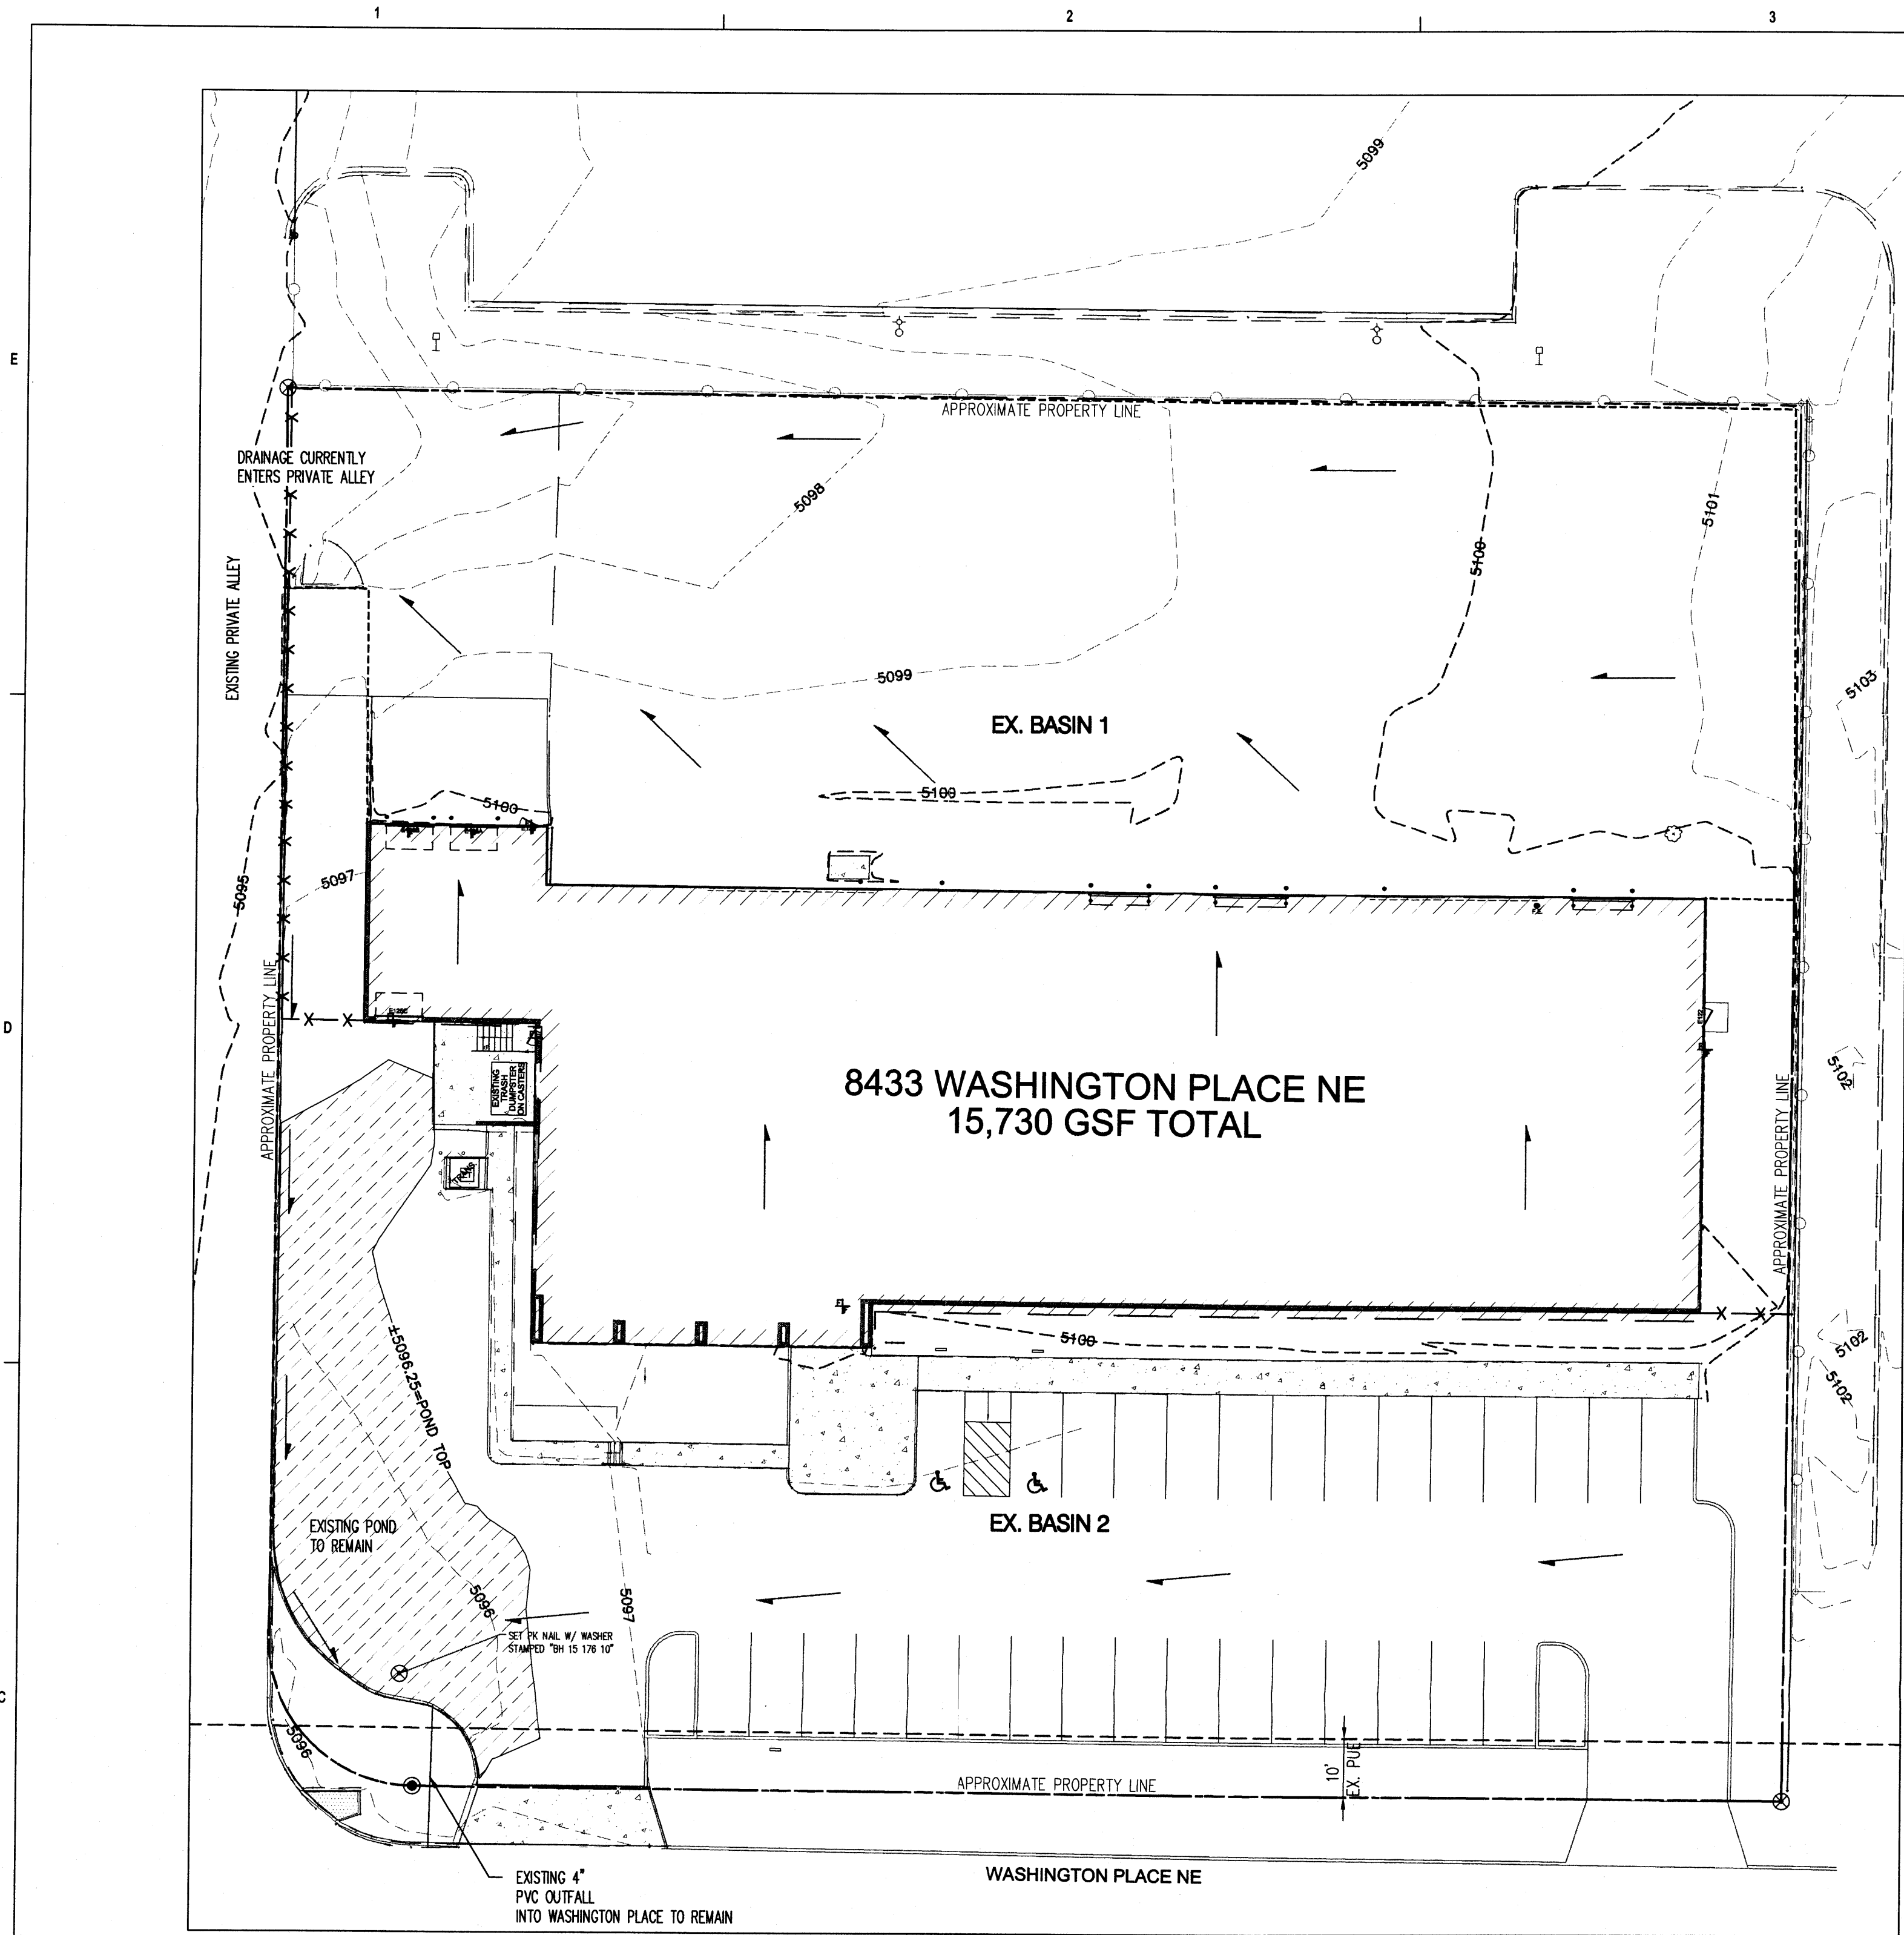 1
2
3
E
D
C
5099
APPROXIMATE PROPERTY LINE
DRAINAGE CURRENTLY
ENTERS PRIVATE ALLEY
5098
5101
5100
EXISTING PRIVATE ALLEY
5099
5103
EX. BASIN 1
5100
5100
5095
5097
APPROXIMATE PROPERTY LINE
EXISTING
TRASH
DUMPSTER
ON CASTERS
E122
5102
8433 WASHINGTON PLACE NE
15,730 GSF TOTAL
APPROXIMATE PROPERTY LINE
5100
5102
5102
±5096.25=POND TOP
EXISTING POND
TO REMAIN
EX. BASIN 2
5096
5097
SET PK NAIL W/ WASHER
STAMPED "BH 15 176 10"
5096
10'
EX. PUE
APPROXIMATE PROPERTY LINE
EXISTING 4"
PVC OUTFALL
INTO WASHINGTON PLACE TO REMAIN
WASHINGTON PLACE NE